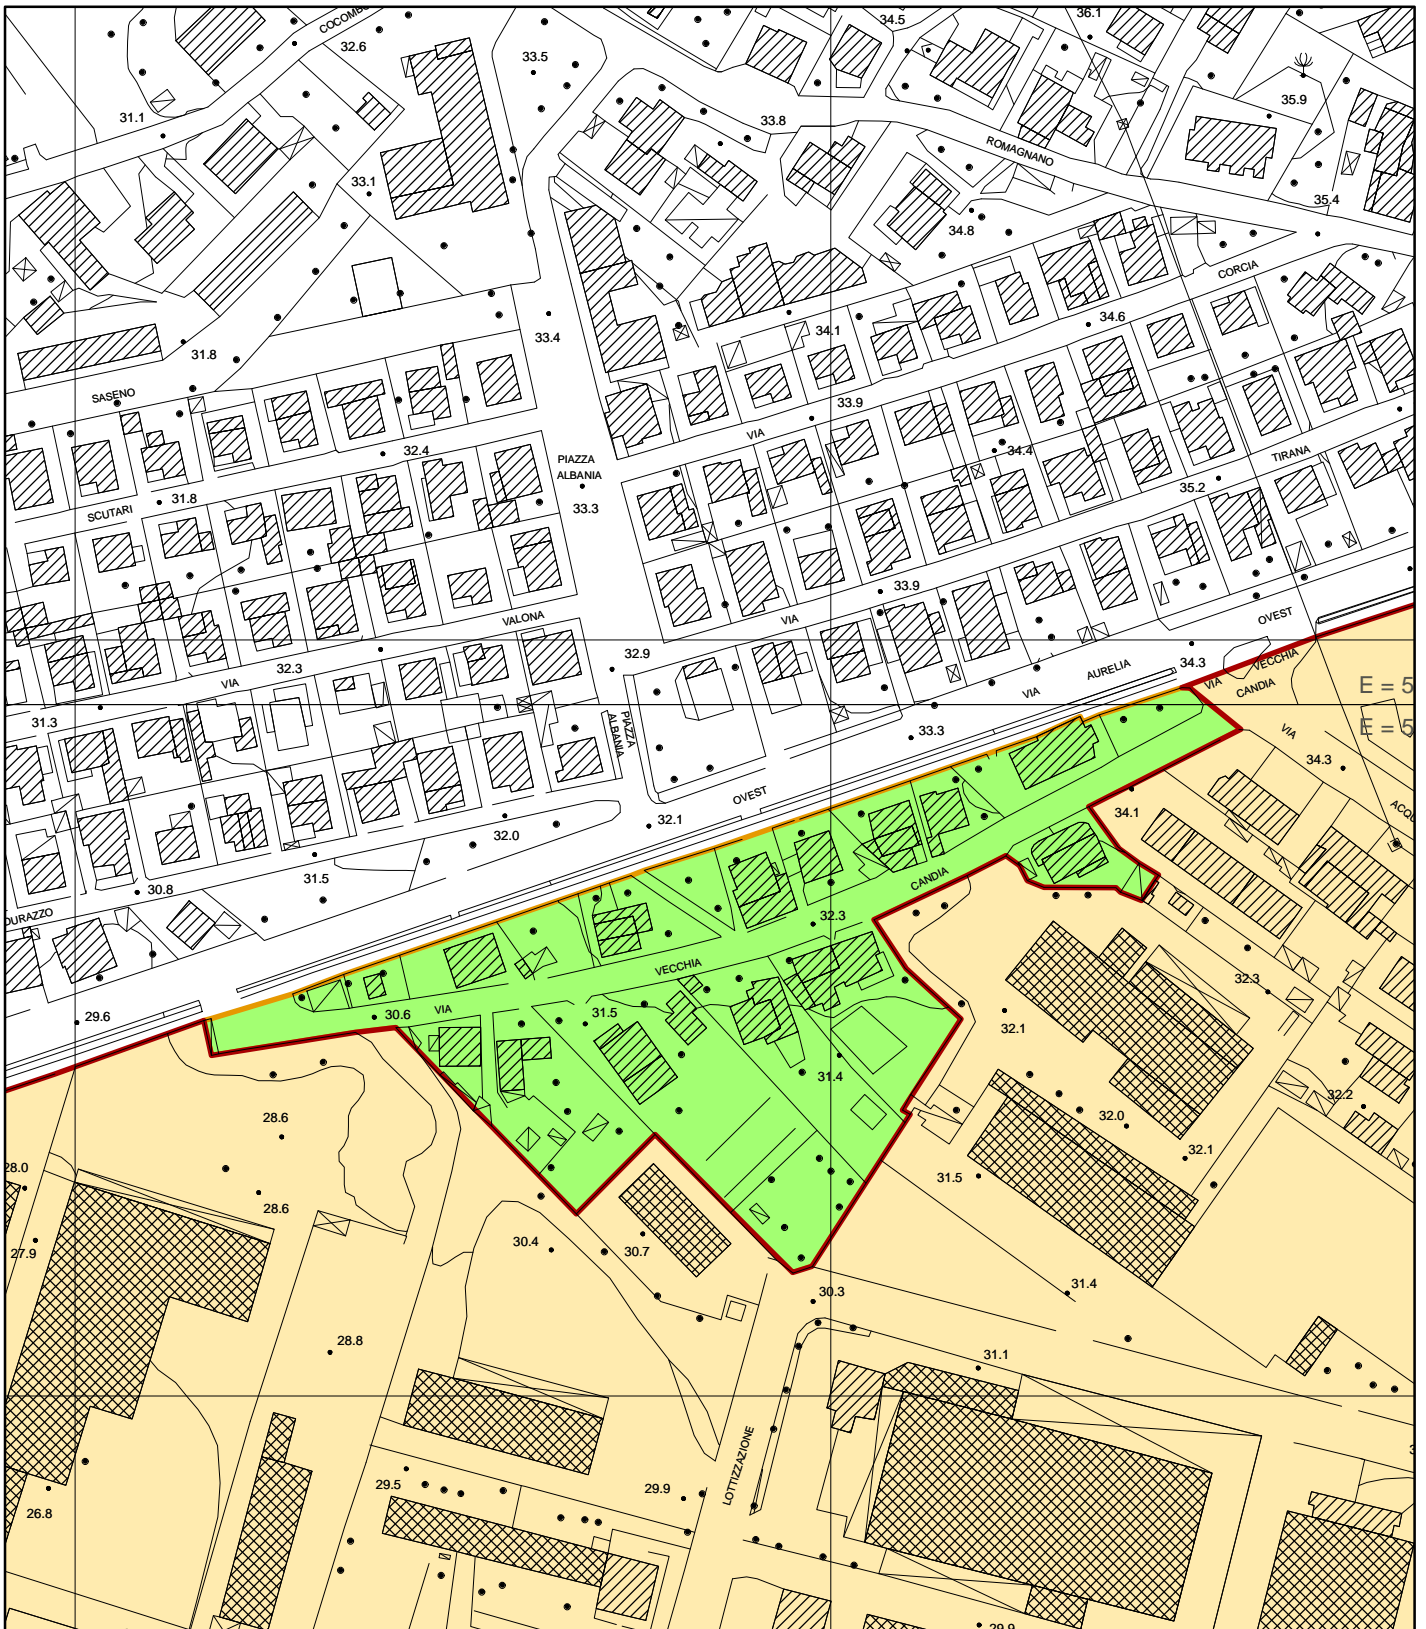 COCOMB
32.6
34.5
36.1
33.5
35.9
31.1
33.8
ROMAGNANO
33.1
35.4
34.8
CORCIA
33.4
34.1
34.6
31.8
SASENO
33.9
VIA
32.4
PIAZZA
ALBANIA
34.4
TIRANA
31.8
SCUTARI
33.3
35.2
33.9
VALONA
VIA
OVEST
32.3
32.9
VIA
AURELIA
34.3
VECCHIA
VIA
CANDIA
E = 5
31.3
VIA
PIAZZA
ALBANIA
33.3
E = 5
VIA
34.3
OVEST
32.1
34.1
ACQU
32.0
31.5
30.8
CANDIA
DURAZZO
32.3
VECCHIA
32.3
29.6
VIA
30.6
31.5
32.1
31.4
32.2
32.0
28.6
32.1
28.0
31.5
28.6
27.9
30.4
30.7
31.4
30.3
28.8
31.1
LOTTIZZAZIONE
29.5
29.9
26.8
29.9